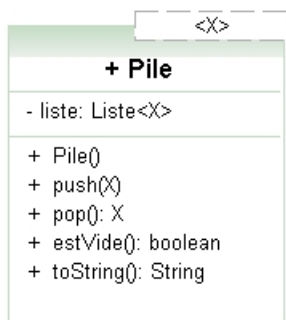 <X>
+ Pile
- liste: Liste<X>
+ Pile()
+ push(X)
+ pop(): X
+ estVide(): boolean
+ toString(): String